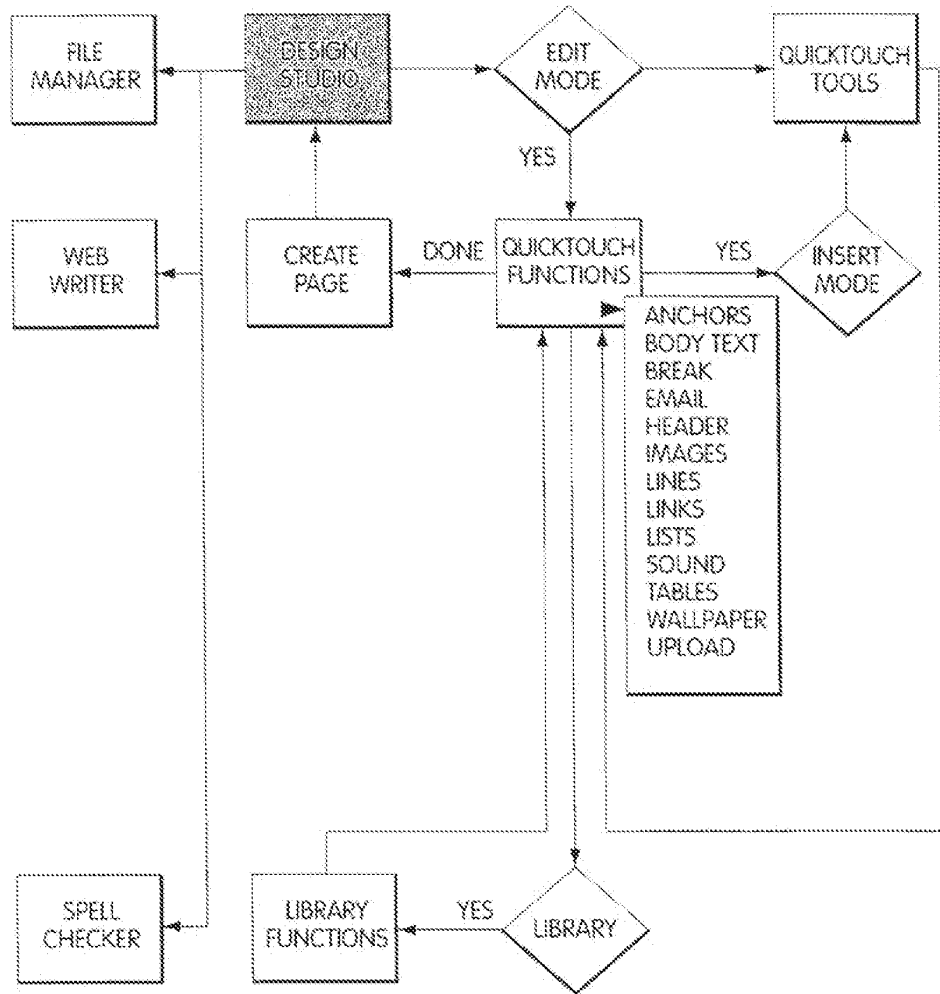 FILE
MANAGER
DESIGN
STUDIO
EDIT
MODE
QUICKTOUCH
TOOLS
YES
WEB
WRITER
CREATE
PAGE
DONE
QUICKTOUCH
FUNCTIONS
YES
INSERT
MODE
ANCHORS
BODY TEXT
BREAK
EMAIL
HEADER
IMAGES
LINES
LINKS
LISTS
SOUND
TABLES
WALLPAPER
UPLOAD
SPELL
CHECKER
LIBRARY
FUNCTIONS
YES
LIBRARY